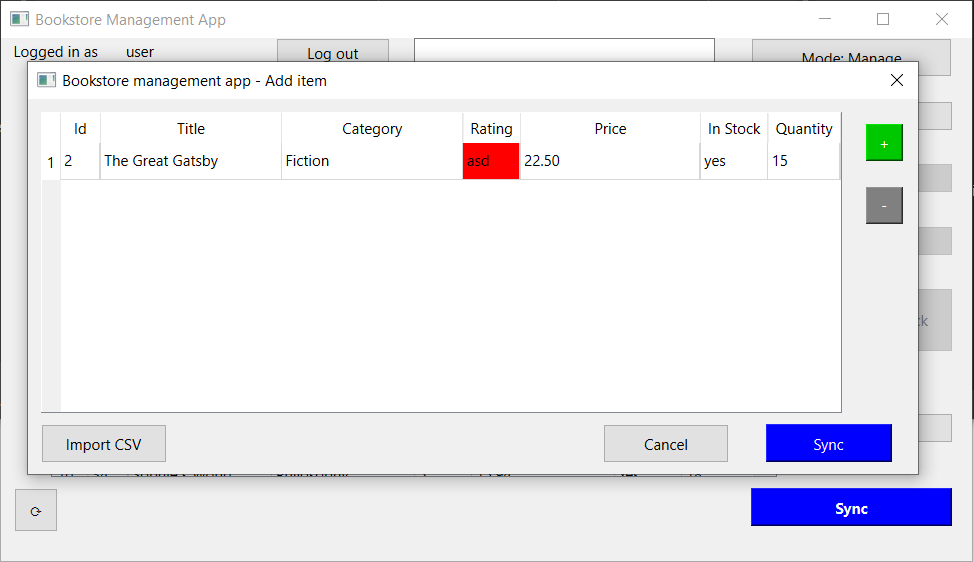 Bookstore Management App
Logged in as user Log out Mode: Manage
Bookstore management app - Add item
Id Title Category Rating Price In Stock Quantity
1 2 The Great Gatsby Fiction asd 22.50 yes 15
+
-
Import CSV Cancel Sync
Sync